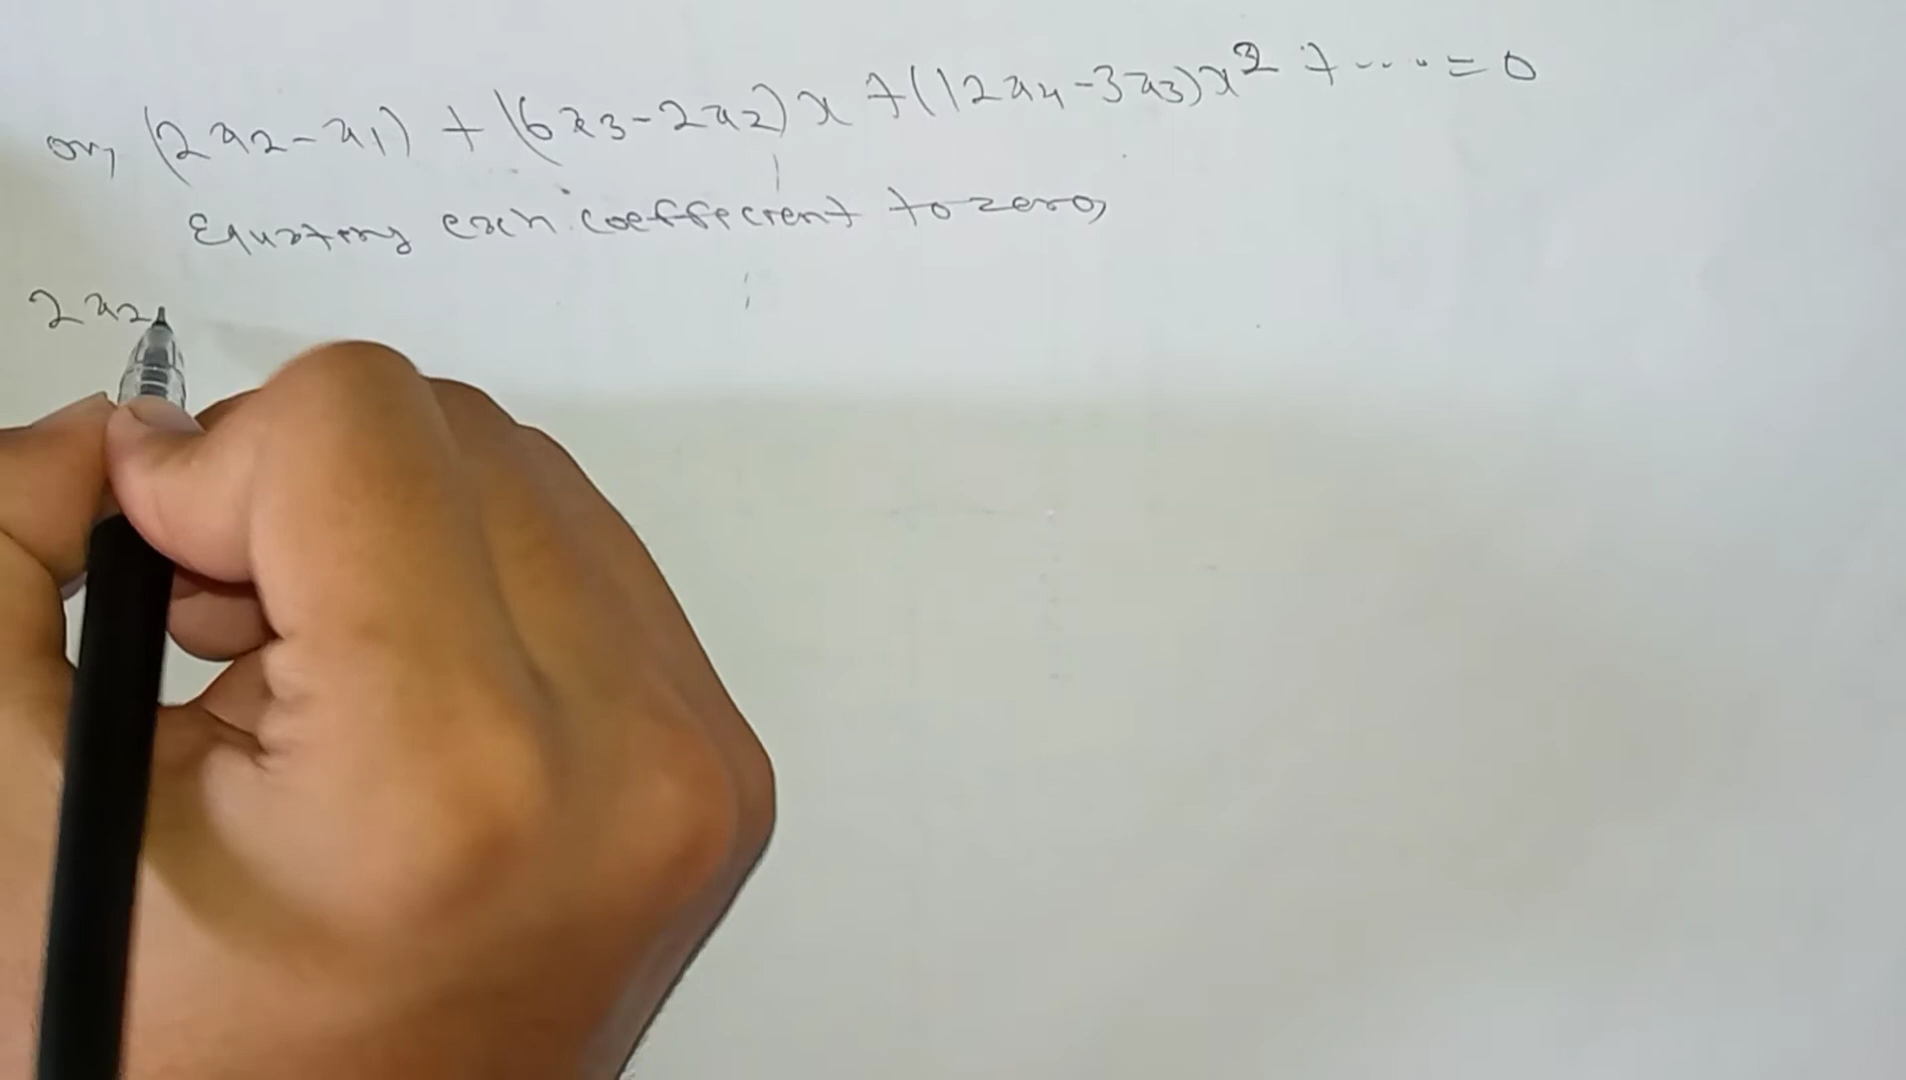 or, (2a₂-a₁) + (6a₃-2a₂)x + (12a₄-3a₃)x² + .... = 0
Equating each coeffecient to zero,
2a₂